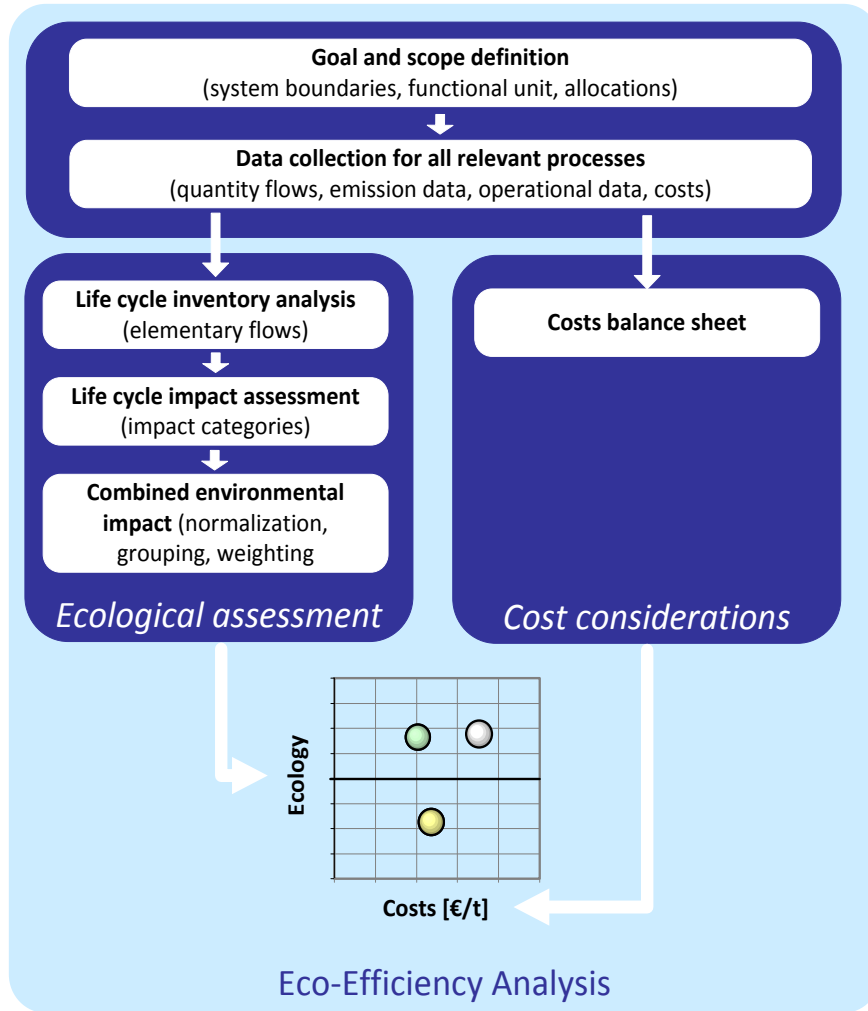 Goal and scope definition
(system boundaries, functional unit, allocations)
Data collection for all relevant processes
(quantity flows, emission data, operational data, costs)
Life cycle inventory analysis
(elementary flows)
Life cycle impact assessment
(impact categories)
Combined environmental
impact (normalization,
grouping, weighting
Ecological assessment
Costs balance sheet
Cost considerations
Ecology
Costs [€/t]
Eco-Efficiency Analysis